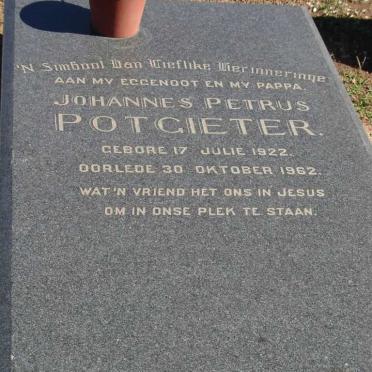 'N Simbool Van Lieflike Herinneringe
AAN MY EGGENOOT EN MY PAPPA.
JOHANNES PETRUS
POTGIETER.
GEBORE 17 JULIE 1922.
OORLEDE 30 OKTOBER 1962.
WAT 'N VRIEND HET ONS IN JESUS
OM IN ONSE PLEK TE STAAN.